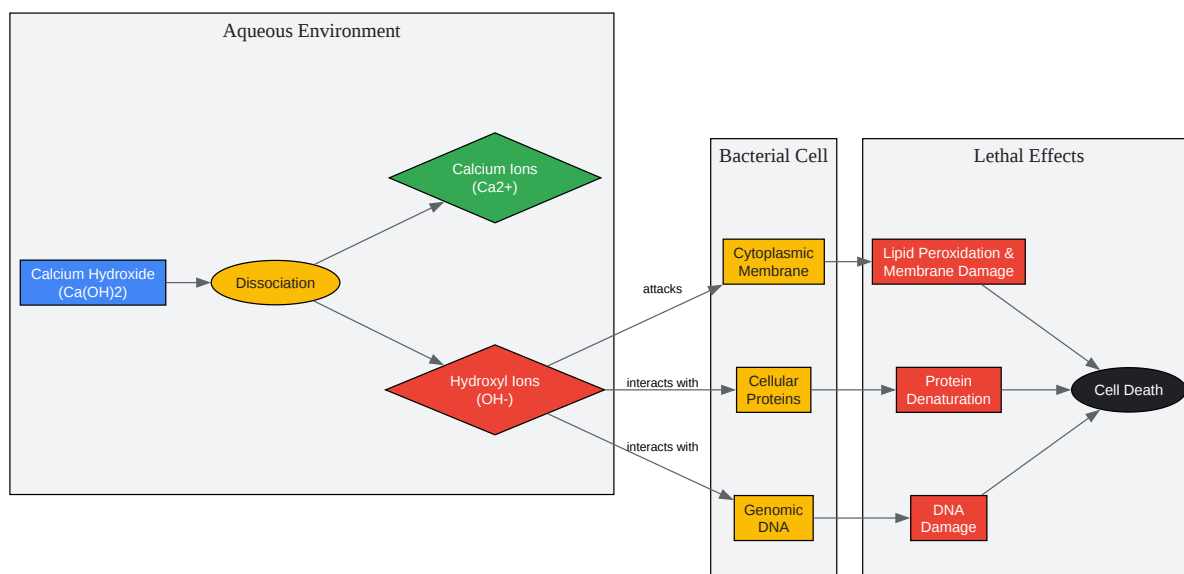 Aqueous Environment
Calcium Ions
(Ca2+)
Calcium Hydroxide
(Ca(OH)2)
Dissociation
Hydroxyl Ions
(OH-)
attacks
interacts with
interacts with
Bacterial Cell
Cytoplasmic
Membrane
Cellular
Proteins
Genomic
DNA
Lethal Effects
Lipid Peroxidation &
Membrane Damage
Protein
Denaturation
DNA
Damage
Cell Death